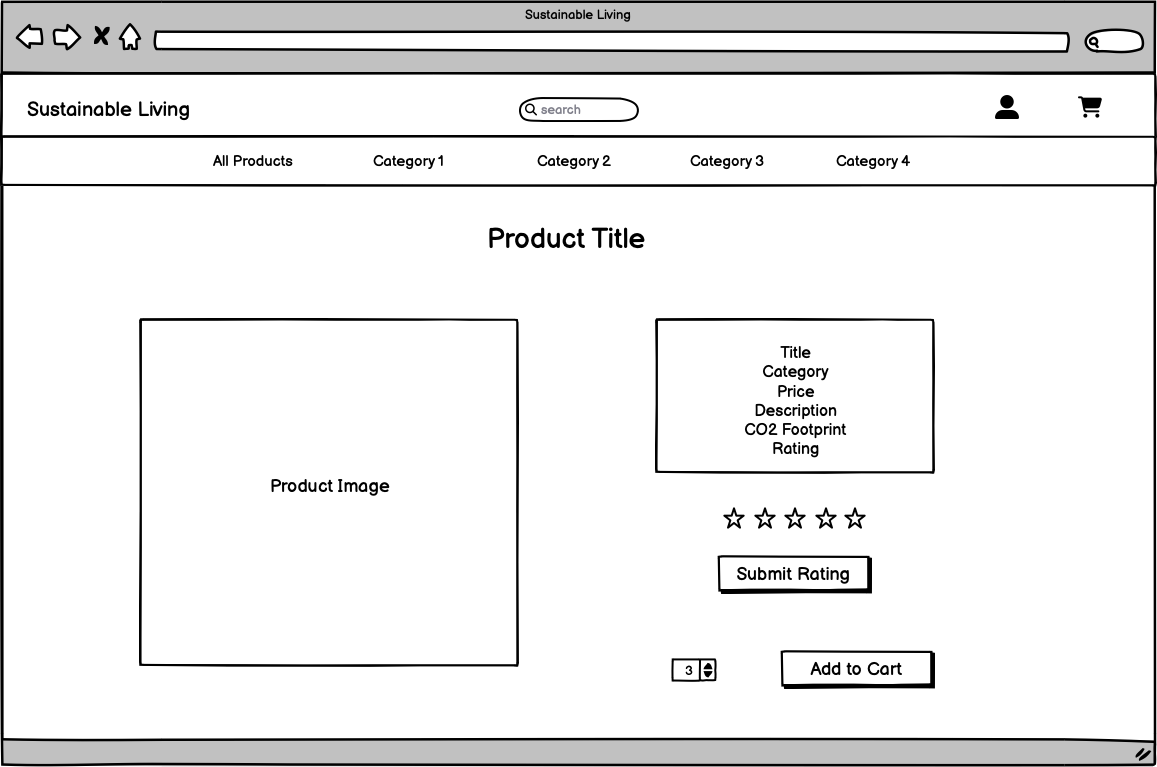 Sustainable Living
Sustainable Living
search
All Products Category 1 Category 2 Category 3 Category 4
Product Title
Product Image
Title
Category
Price
Description
CO2 Footprint
Rating
Submit Rating
3
Add to Cart